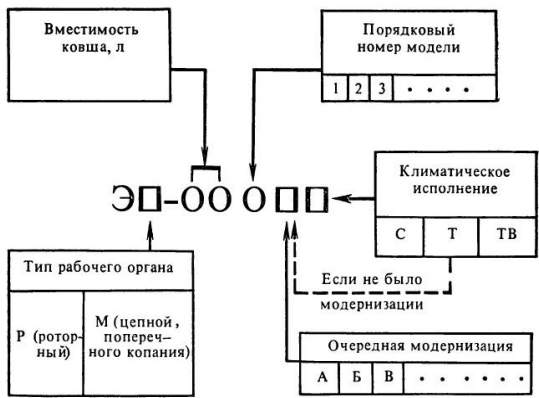 Вместимость
ковша, л
Порядковый
номер модели
1 2 3 . . . .
Э□-ОО О □□
Климатическое
исполнение
С Т ТВ
Тип рабочего органа
Р (ротор-
ный)
М (цепной,
попереч-
ного копания)
Если не было
модернизации
Очередная модернизация
А Б В . . . . . .